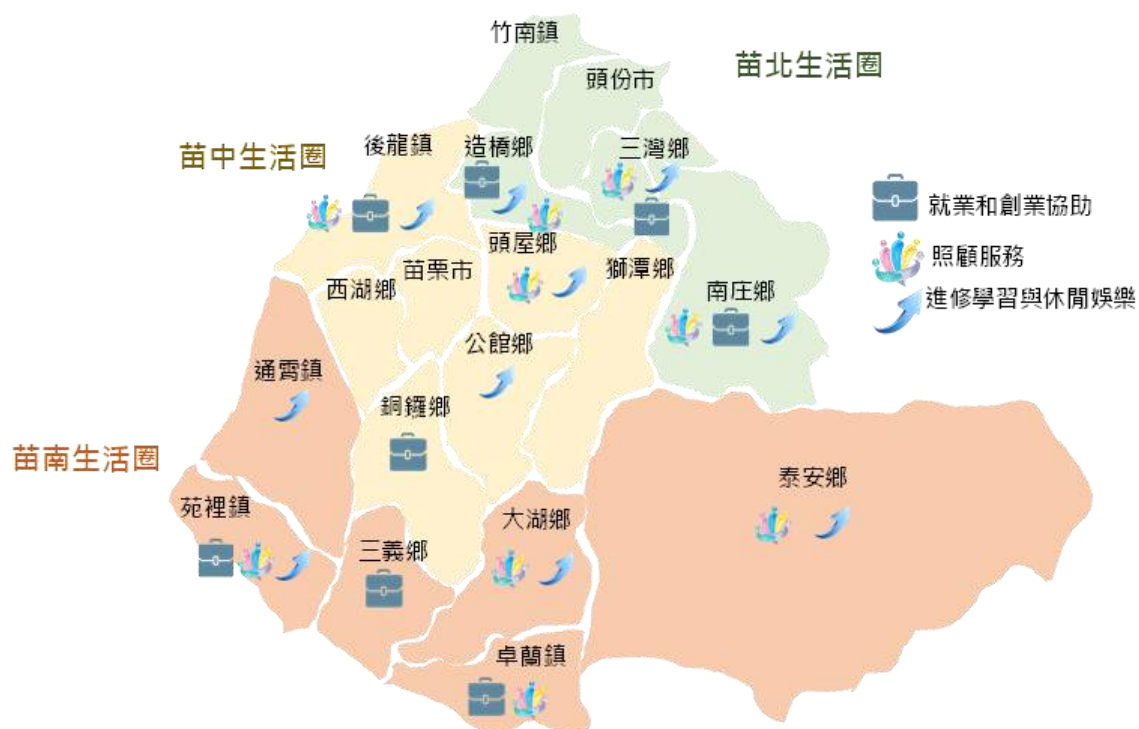 竹南鎮
苗北生活圈
頭份市
苗中生活圈
後龍鎮
造橋鄉
三灣鄉
就業和創業協助
頭屋鄉
照顧服務
苗栗市
獅潭鄉
西湖鄉
南庄鄉
進修學習與休閒娛樂
公館鄉
通霄鎮
銅鑼鄉
苗南生活圈
泰安鄉
苑裡鎮
大湖鄉
三義鄉
卓蘭鎮